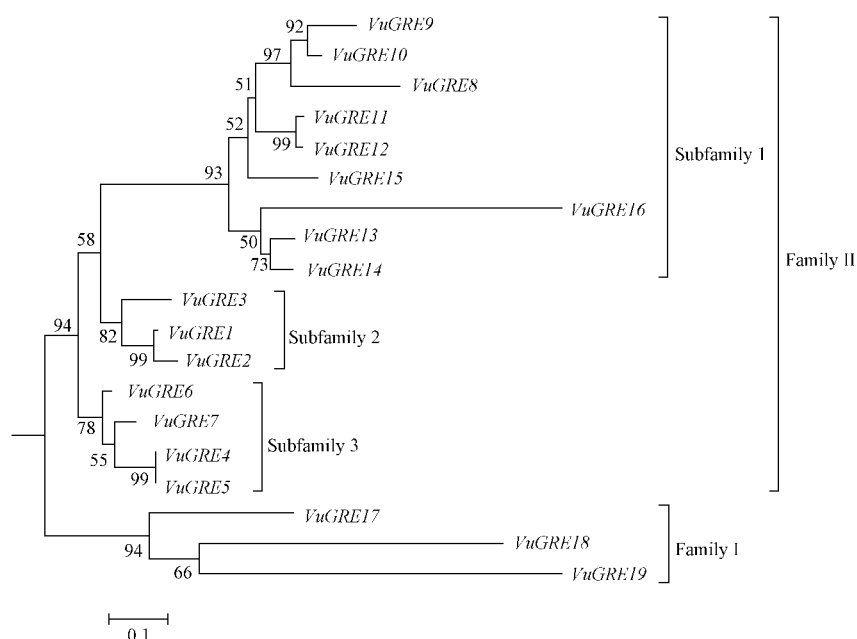 VuGRE9
92
VuGRE10
97
VuGRE8
51
VuGRE11
52
99
VuGRE12
Subfamily 1
93
VuGRE15
VuGRE16
50
VuGRE13
58
73
VuGRE14
Family II
VuGRE3
94
82
VuGRE1
Subfamily 2
99
VuGRE2
VuGRE6
78
VuGRE7
Subfamily 3
55
VuGRE4
99
VuGRE5
VuGRE17
94
VuGRE18
Family I
66
VuGRE19
0.1